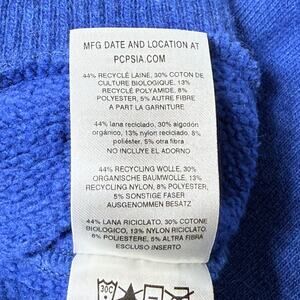 MFG DATE AND LOCATION AT
PCPSIA.COM
44% RECYCLÉ LAINE, 30% COTON DE
CULTURE BIOLOGIQUE, 13%
RECYCLÉ POLYAMIDE, 8%
POLYESTER, 5% AUTRE FIBRE
A PART LA GARNITURE
44% lana reciclado, 30% algodón
orgánico, 13% nylon reciclado, 8%
poliéster, 5% otra fibra
NO INCLUYE EL ADORNO
44% RECYCLING WOLLE, 30%
ORGANISCHE BAUMWOLLE, 13%
RECYCLING NYLON, 8% POLYESTER,
5% SONSTIGE FASER
AUSGENOMMEN BESATZ
44% LANA RICICLATO, 30% COTONE
BIOLOGICO, 13% NYLON RICICLATO,
8% POLIESTERE, 5% ALTRA FIBRA
ESCLUSO INSERTO
30C